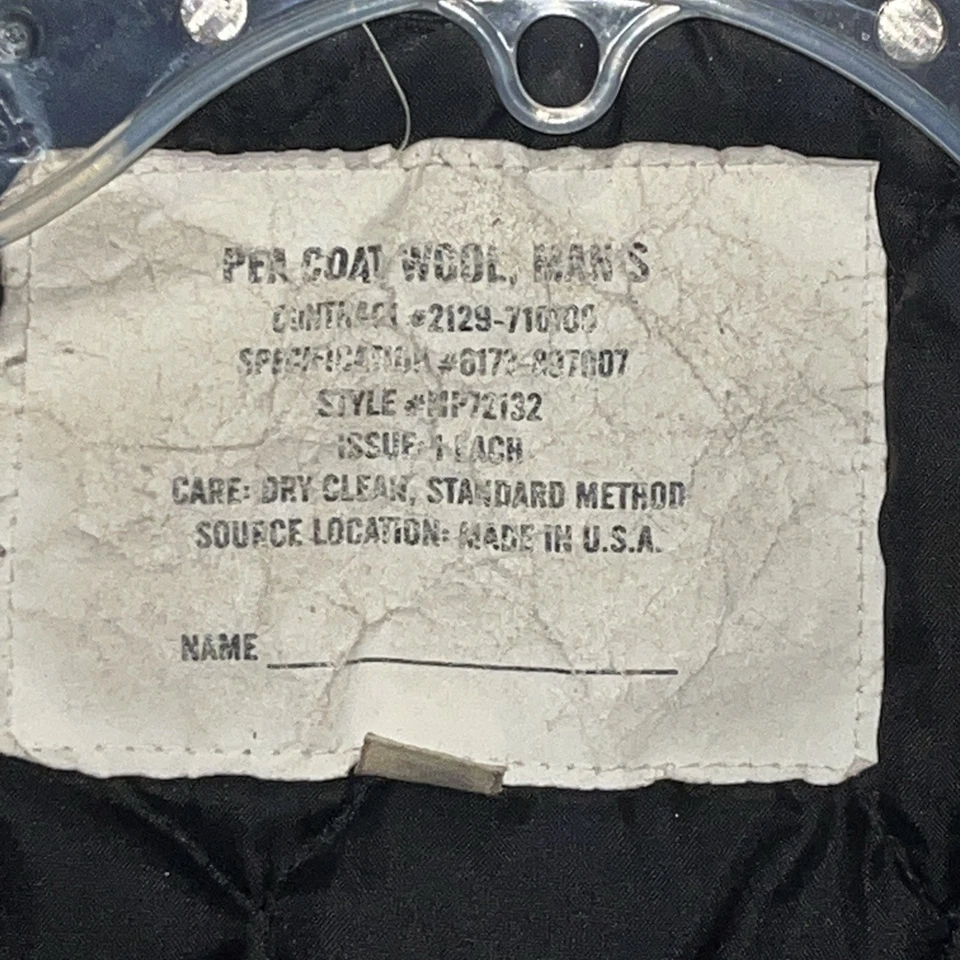 PEA COAT WOOL, MAN'S
CONTRACT #2129-710100
SPECIFICATION #6173-897007
STYLE #MP72132
ISSUE: 1 EACH
CARE: DRY CLEAN, STANDARD METHOD
SOURCE LOCATION: MADE IN U.S.A.
NAME